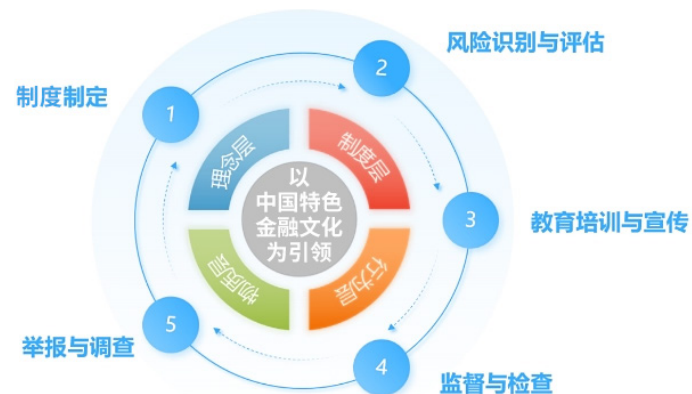 1
制度制定
2
风险识别与评估
3
教育培训与宣传
4
监督与检查
5
举报与调查
理念层
制度层
行为层
物质层
以
中国特色
金融文化
为引领